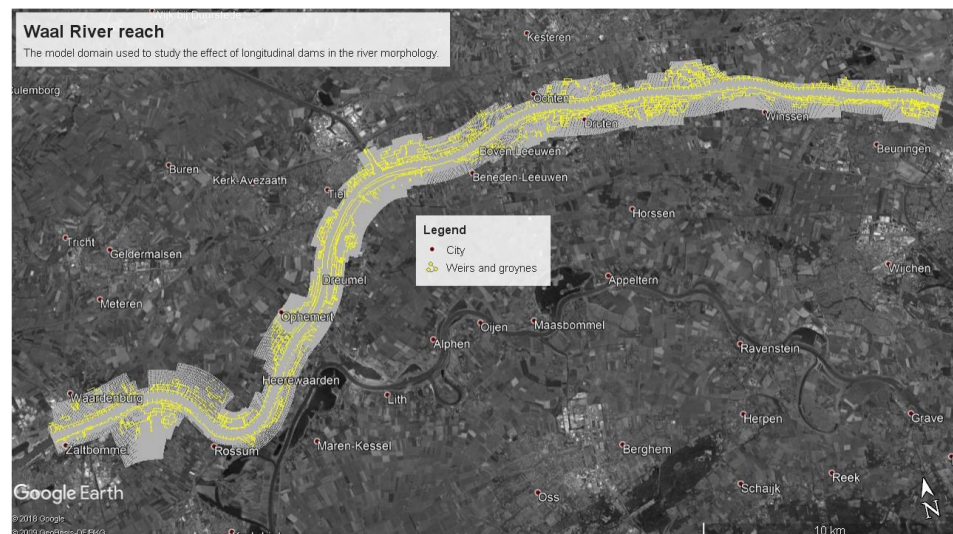 Waal River reach
The model domain used to study the effect of longitudinal dams in the river morphology.
Kesteren
Ochten
Druten
Winssen
Beuningen
Boven-Leeuwen
Beneden-Leeuwen
Buren
Kerk-Avezaath
Tiel
Horssen
Legend
City
Weirs and groynes
Tricht
Geldermalsen
Wijchen
Dreumel
Appeltern
Meteren
Ophemert
Oijen
Maasbommel
Alphen
Ravenstein
Heerewaarden
Waardenburg
Lith
Herpen
Grave
Zaltbommel
Rossum
Maren-Kessel
Berghem
Google Earth
Oss
Schaijk
Reek
N
© 2018 Google
10 km